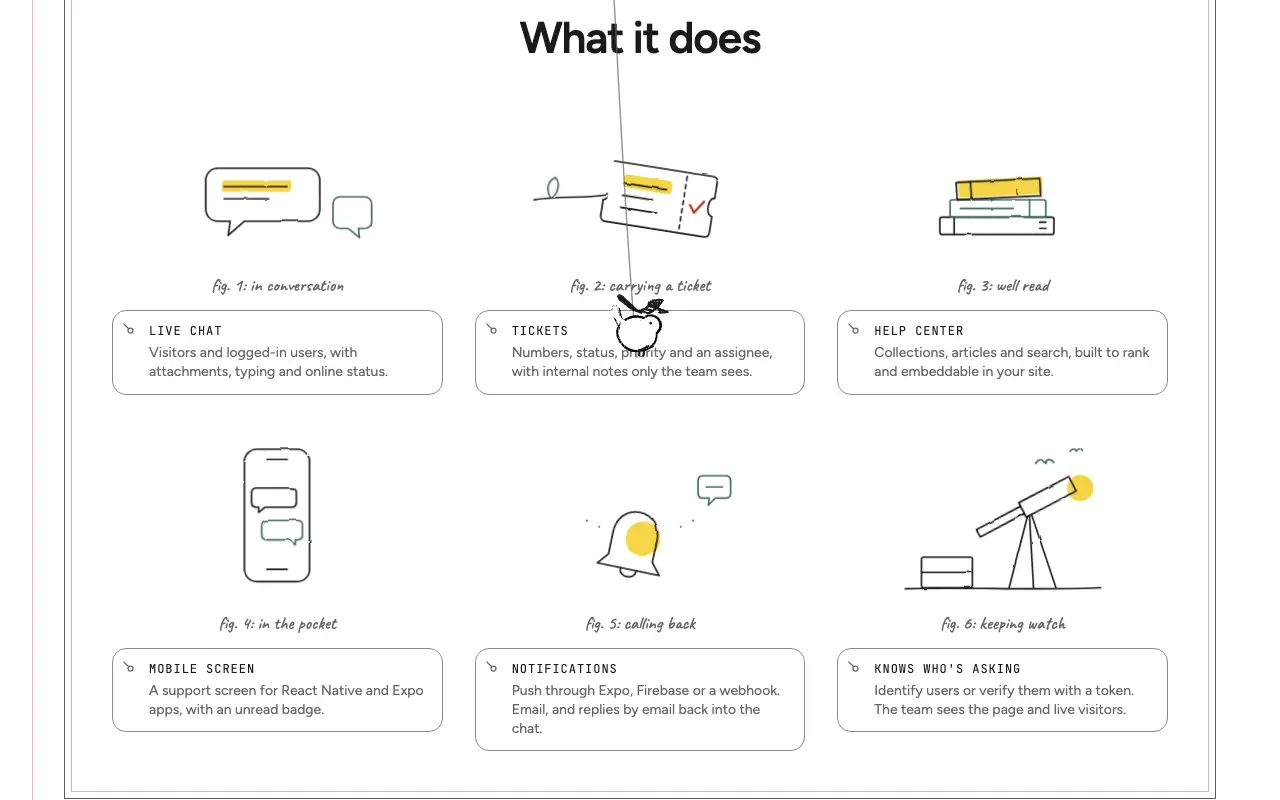 What it does
fig. 1: in conversation
fig. 2: carrying a ticket
fig. 3: well read
LIVE CHAT
Visitors and logged-in users, with
attachments, typing and online status.
TICKETS
Numbers, status, priority and an assignee,
with internal notes only the team sees.
HELP CENTER
Collections, articles and search, built to rank
and embeddable in your site.
fig. 4: in the pocket
fig. 5: calling back
fig. 6: keeping watch
MOBILE SCREEN
A support screen for React Native and Expo
apps, with an unread badge.
NOTIFICATIONS
Push through Expo, Firebase or a webhook.
Email, and replies by email back into the
chat.
KNOWS WHO'S ASKING
Identify users or verify them with a token.
The team sees the page and live visitors.